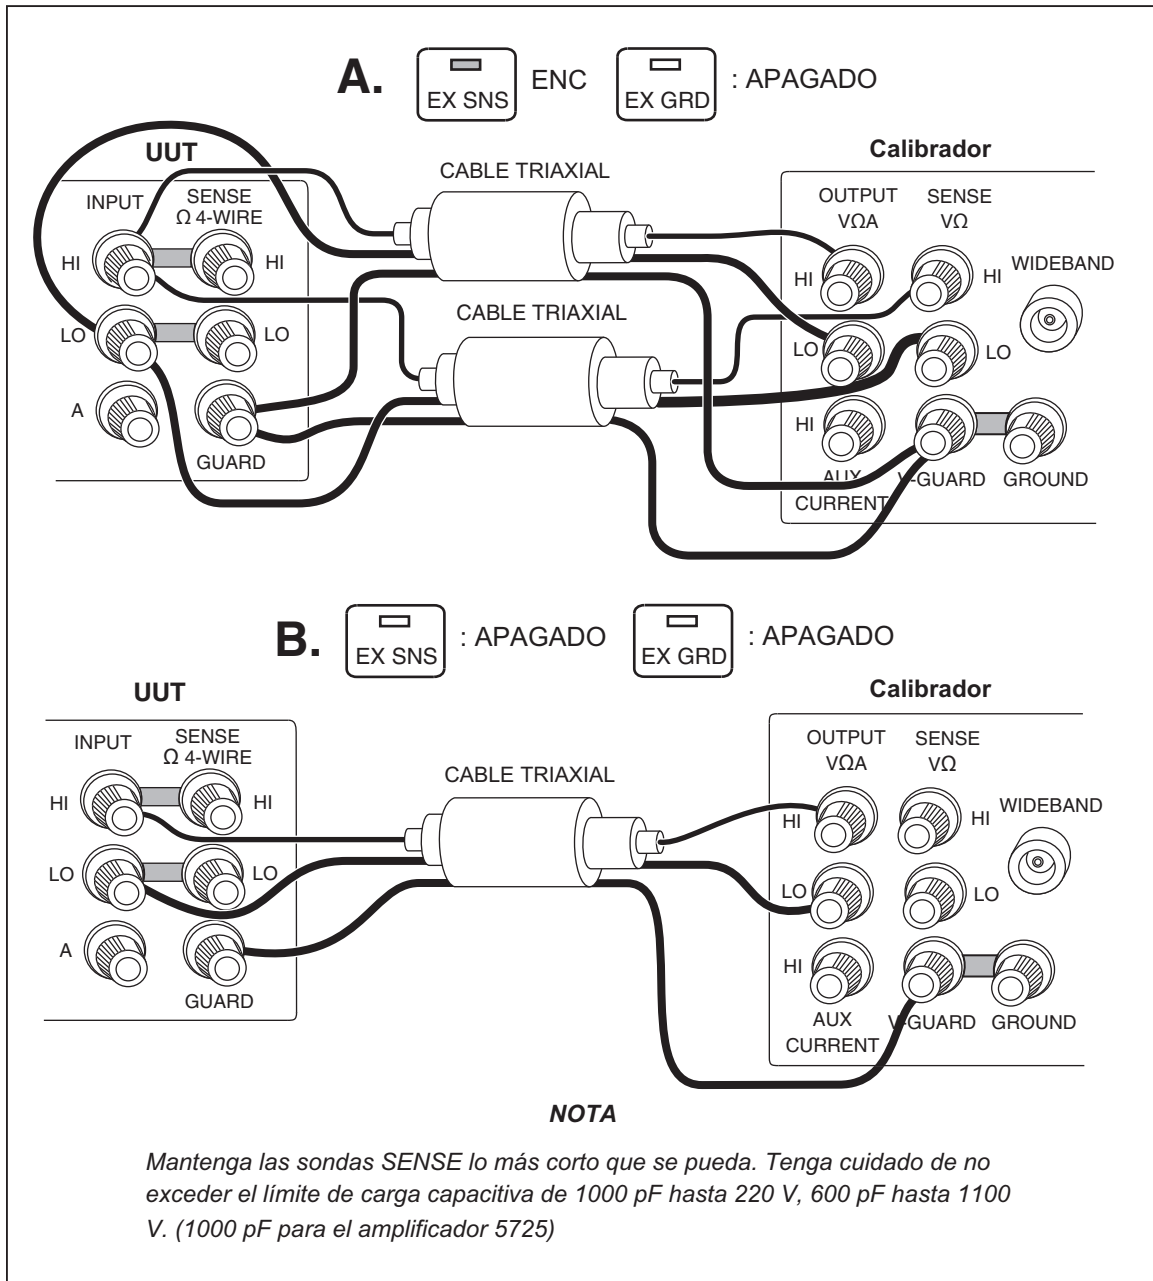 A.
EX SNS
ENC
EX GRD
: APAGADO
UUT
INPUT
SENSE
Ω 4-WIRE
HI
HI
LO
LO
A
GUARD
CABLE TRIAXIAL
CABLE TRIAXIAL
Calibrador
OUTPUT
VΩA
SENSE
VΩ
HI
HI
WIDEBAND
LO
LO
HI
AUX
CURRENT
V-GUARD
GROUND
B.
EX SNS
: APAGADO
EX GRD
: APAGADO
UUT
INPUT
SENSE
Ω 4-WIRE
HI
HI
LO
LO
A
GUARD
CABLE TRIAXIAL
Calibrador
OUTPUT
VΩA
SENSE
VΩ
HI
HI
WIDEBAND
LO
LO
HI
AUX
CURRENT
V-GUARD
GROUND
NOTA
Mantenga las sondas SENSE lo más corto que se pueda. Tenga cuidado de no
exceder el límite de carga capacitiva de 1000 pF hasta 220 V, 600 pF hasta 1100
V. (1000 pF para el amplificador 5725)